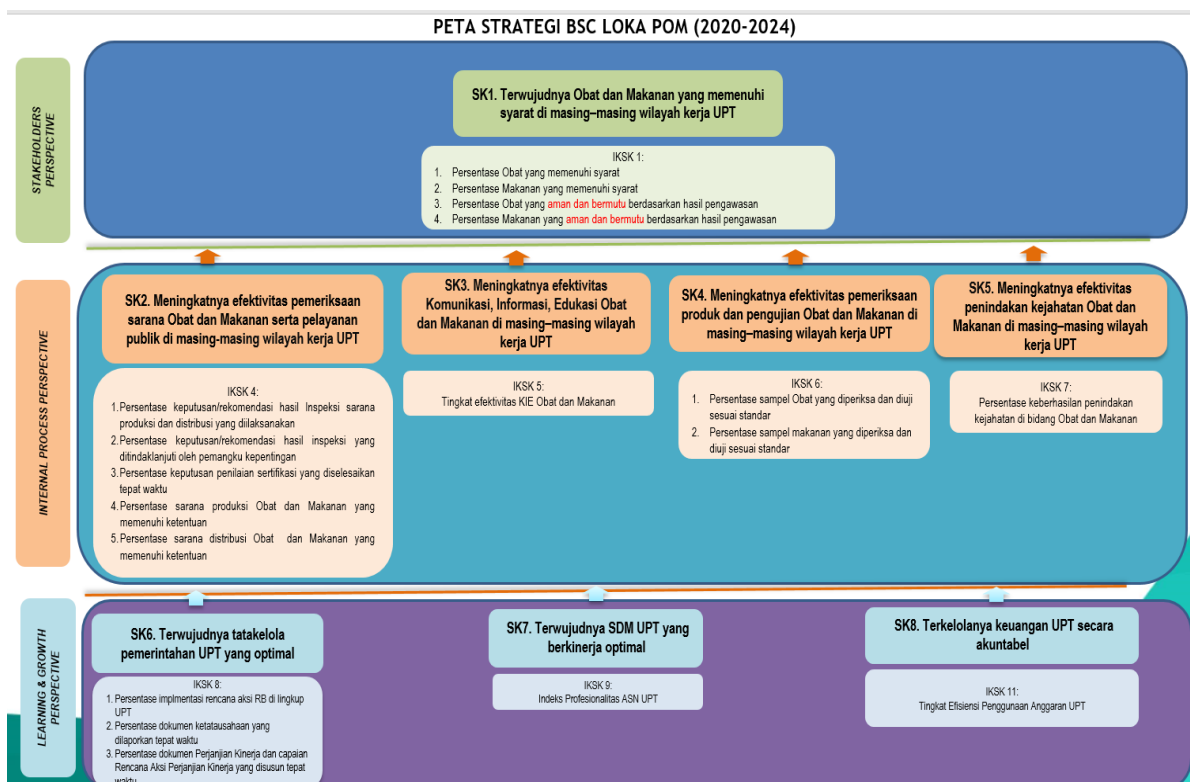 PETA STRATEGI BSC LOKA POM (2020-2024)
STAKEHOLDERS
PERSPECTIVE
SK1. Terwujudnya Obat dan Makanan yang memenuhi
syarat di masing–masing wilayah kerja UPT
IKSK 1:
1. Persentase Obat yang memenuhi syarat
2. Persentase Makanan yang memenuhi syarat
3. Persentase Obat yang aman dan bermutu berdasarkan hasil pengawasan
4. Persentase Makanan yang aman dan bermutu berdasarkan hasil pengawasan
INTERNAL PROCESS PERSPECTIVE
SK2. Meningkatnya efektivitas pemeriksaan
sarana Obat dan Makanan serta pelayanan
publik di masing-masing wilayah kerja UPT
IKSK 4:
1. Persentase keputusan/rekomendasi hasil Inspeksi sarana
produksi dan distribusi yang diilaksanakan
2. Persentase keputusan/rekomendasi hasil inspeksi yang
ditindaklanjuti oleh pemangku kepentingan
3. Persentase keputusan penilaian sertifikasi yang diselesaikan
tepat waktu
4. Persentase sarana produksi Obat dan Makanan yang
memenuhi ketentuan
5. Persentase sarana distribusi Obat dan Makanan yang
memenuhi ketentuan
SK3. Meningkatnya efektivitas
Komunikasi, Informasi, Edukasi Obat
dan Makanan di masing–masing wilayah
kerja UPT
IKSK 5:
Tingkat efektivitas KIE Obat dan Makanan
SK4. Meningkatnya efektivitas pemeriksaan
produk dan pengujian Obat dan Makanan di
masing–masing wilayah kerja UPT
IKSK 6:
1. Persentase sampel Obat yang diperiksa dan diuji
sesuai standar
2. Persentase sampel makanan yang diperiksa dan
diuji sesuai standar
SK5. Meningkatnya efektivitas
penindakan kejahatan Obat dan
Makanan di masing–masing wilayah
kerja UPT
IKSK 7:
Persentase keberhasilan penindakan
kejahatan di bidang Obat dan Makanan
LEARNING & GROWTH
PERSPECTIVE
SK6. Terwujudnya tatakelola
pemerintahan UPT yang optimal
IKSK 8:
1. Persentase implmentasi rencana aksi RB di lingkup
UPT
2. Persentase dokumen ketatausahaan yang
dilaporkan tepat waktu
3. Persentase dokumen Perjanjian Kinerja dan capaian
Rencana Aksi Perjanjian Kinerja yang disusun tepat
waktu
SK7. Terwujudnya SDM UPT yang
berkinerja optimal
IKSK 9:
Indeks Profesionalitas ASN UPT
SK8. Terkelolanya keuangan UPT secara
akuntabel
IKSK 11:
Tingkat Efisiensi Penggunaan Anggaran UPT